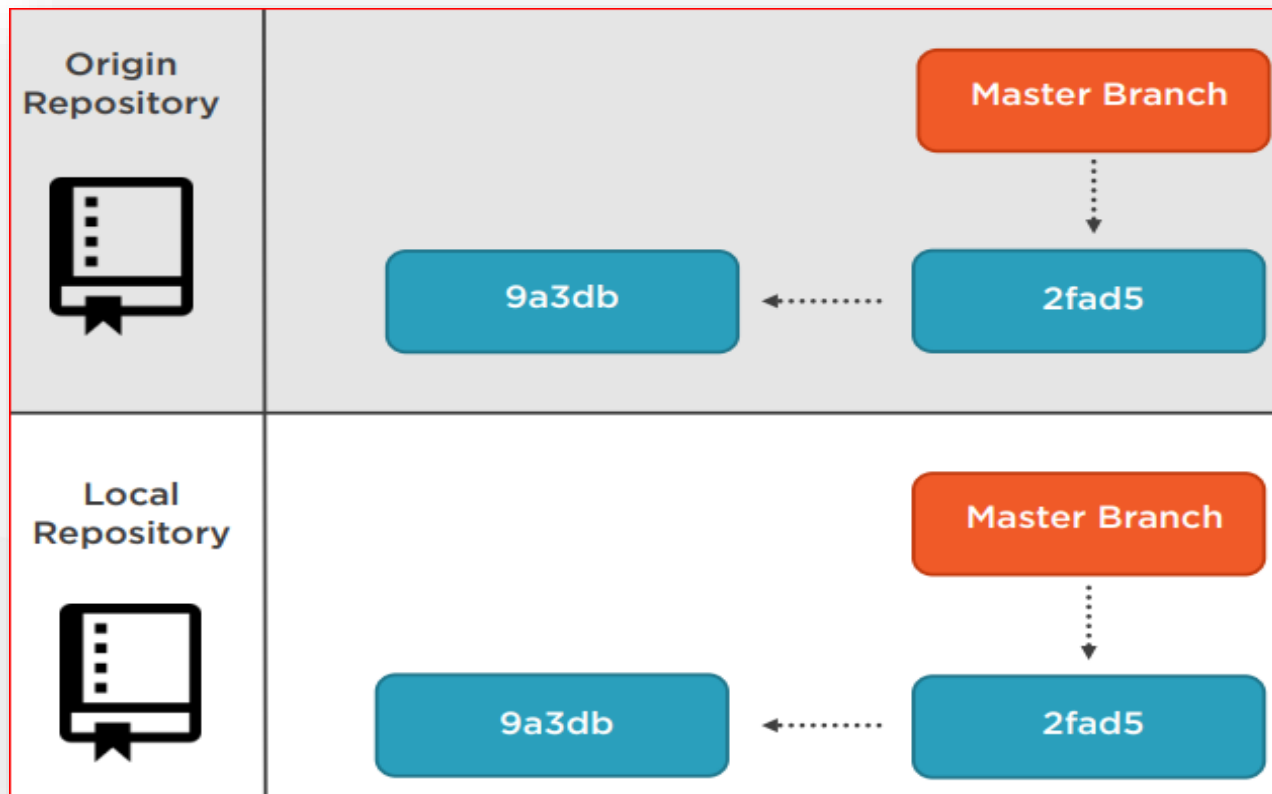 Origin
Repository
Master Branch
9a3db
2fad5
Local
Repository
Master Branch
9a3db
2fad5